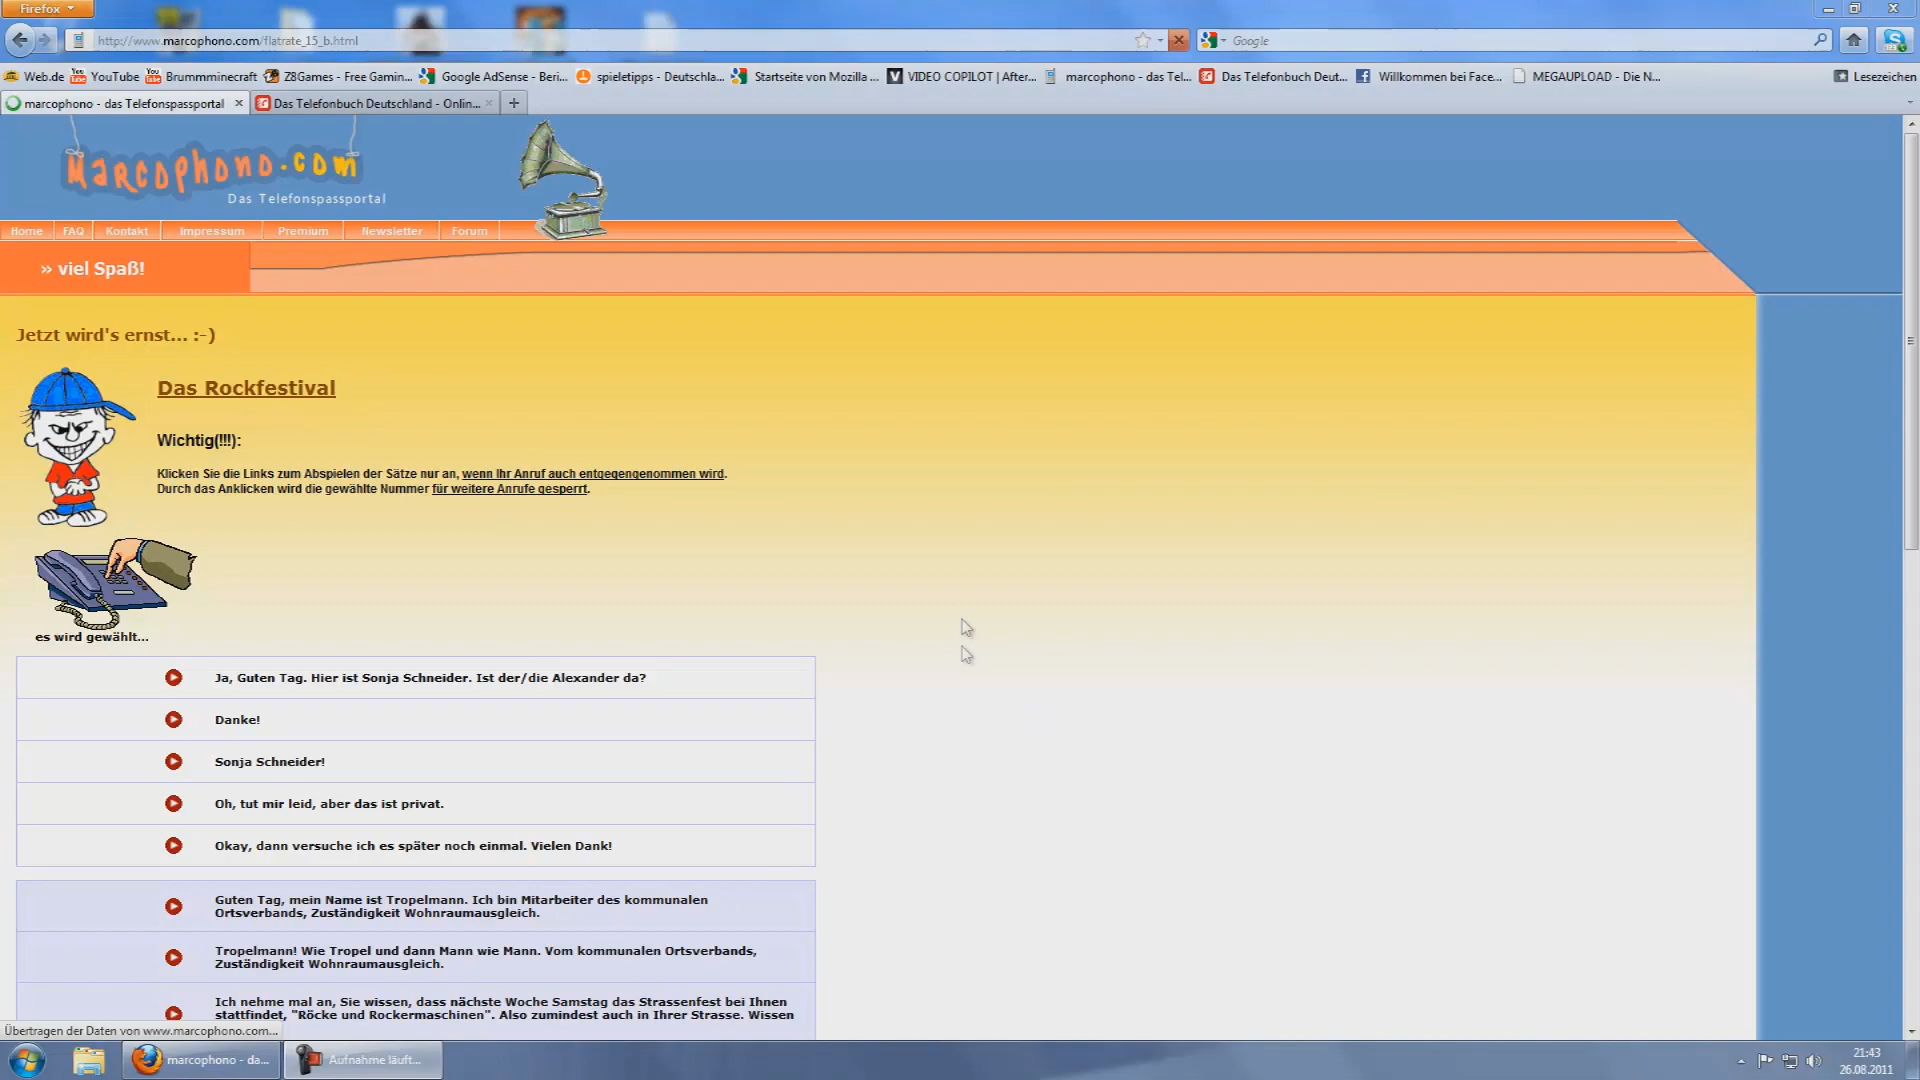 Firefox
http://www.marcophono.com/flatrate_15_b.html
Google
Web.de
YouTube
Brummminecraft
Z8Games - Free Gamin...
Google AdSense - Beri...
spieletipps - Deutschla...
Startseite von Mozilla ...
VIDEO COPILOT | After...
marcophono - das Tel...
Das Telefonbuch Deut...
Willkommen bei Face...
MEGAUPLOAD - Die N...
Lesezeichen
marcophono - das Telefonspassportal
Das Telefonbuch Deutschland - Onlin...
Marcophono.com
Das Telefonspassportal
Home
FAQ
Kontakt
Impressum
Premium
Newsletter
Forum
» viel Spaß!
Jetzt wird's ernst... :-)
Das Rockfestival
Wichtig(!!!):
Klicken Sie die Links zum Abspielen der Sätze nur an, wenn Ihr Anruf auch entgegengenommen wird.
Durch das Anklicken wird die gewählte Nummer für weitere Anrufe gesperrt.
es wird gewählt...
Ja, Guten Tag. Hier ist Sonja Schneider. Ist der/die Alexander da?
Danke!
Sonja Schneider!
Oh, tut mir leid, aber das ist privat.
Okay, dann versuche ich es später noch einmal. Vielen Dank!
Guten Tag, mein Name ist Tropelmann. Ich bin Mitarbeiter des kommunalen
Ortsverbands, Zuständigkeit Wohnraumausgleich.
Tropelmann! Wie Tropel und dann Mann wie Mann. Vom kommunalen Ortsverbands,
Zuständigkeit Wohnraumausgleich.
Ich nehme mal an, Sie wissen, dass nächste Woche Samstag das Strassenfest bei Ihnen
stattfindet, "Röcke und Rockermaschinen". Also zumindest auch in Ihrer Strasse. Wissen
Übertragen der Daten von www.marcophono.com...
marcophono - da...
Aufnahme läuft...
21:43
26.08.2011